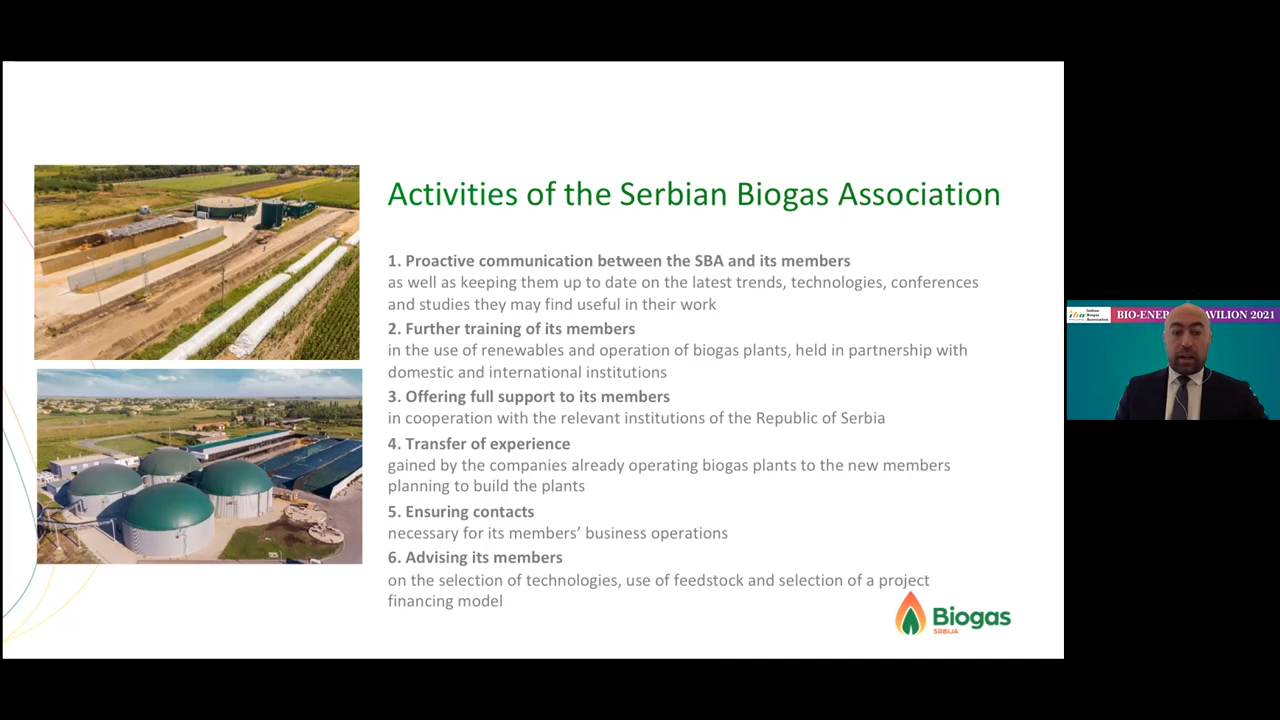 Activities of the Serbian Biogas Association
1. Proactive communication between the SBA and its members
as well as keeping them up to date on the latest trends, technologies, conferences
and studies they may find useful in their work
2. Further training of its members
in the use of renewables and operation of biogas plants, held in partnership with
domestic and international institutions
3. Offering full support to its members
in cooperation with the relevant institutions of the Republic of Serbia
4. Transfer of experience
gained by the companies already operating biogas plants to the new members
planning to build the plants
5. Ensuring contacts
necessary for its members’ business operations
6. Advising its members
on the selection of technologies, use of feedstock and selection of a project
financing model
Biogas
SRBIJA
iba
Indian
Biogas
Association
2021